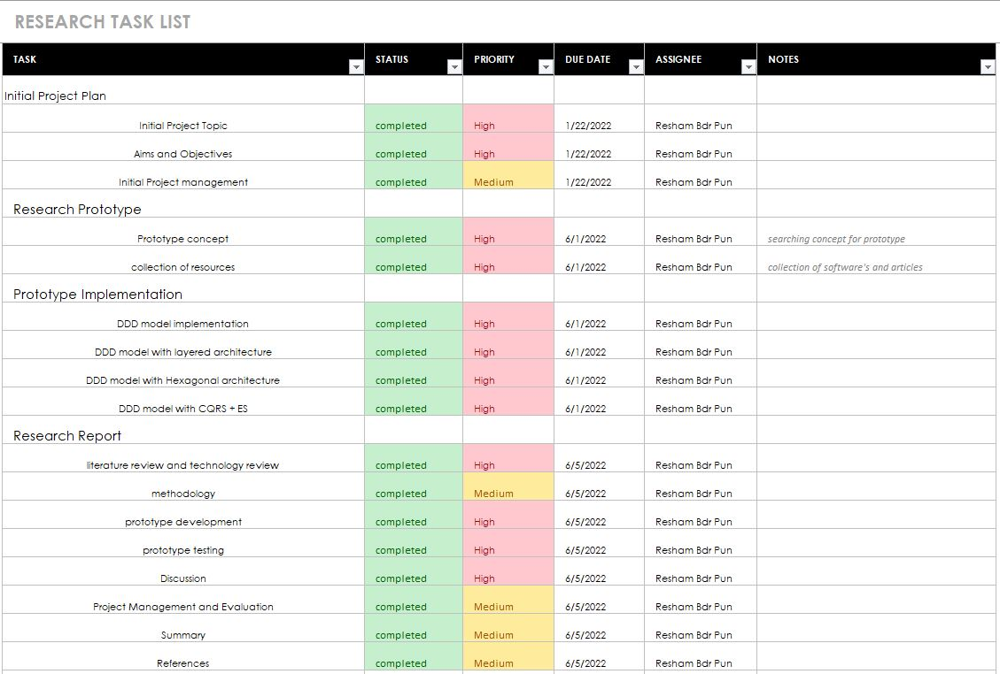 RESEARCH TASK LIST
TASK STATUS PRIORITY DUE DATE ASSIGNEE NOTES
Initial Project Plan
Initial Project Topic completed High 1/22/2022 Resham Bdr Pun
Aims and Objectives completed High 1/22/2022 Resham Bdr Pun
Initial Project management completed Medium 1/22/2022 Resham Bdr Pun
Research Prototype
Prototype concept completed High 6/1/2022 Resham Bdr Pun searching concept for prototype
collection of resources completed High 6/1/2022 Resham Bdr Pun collection of software's and articles
Prototype Implementation
DDD model implementation completed High 6/1/2022 Resham Bdr Pun
DDD model with layered architecture completed High 6/1/2022 Resham Bdr Pun
DDD model with Hexagonal architecture completed High 6/1/2022 Resham Bdr Pun
DDD model with CQRS + ES completed High 6/1/2022 Resham Bdr Pun
Research Report
literature review and technology review completed High 6/5/2022 Resham Bdr Pun
methodology completed Medium 6/5/2022 Resham Bdr Pun
prototype development completed High 6/5/2022 Resham Bdr Pun
prototype testing completed High 6/5/2022 Resham Bdr Pun
Discussion completed High 6/5/2022 Resham Bdr Pun
Project Management and Evaluation completed Medium 6/5/2022 Resham Bdr Pun
Summary completed Medium 6/5/2022 Resham Bdr Pun
References completed Medium 6/5/2022 Resham Bdr Pun